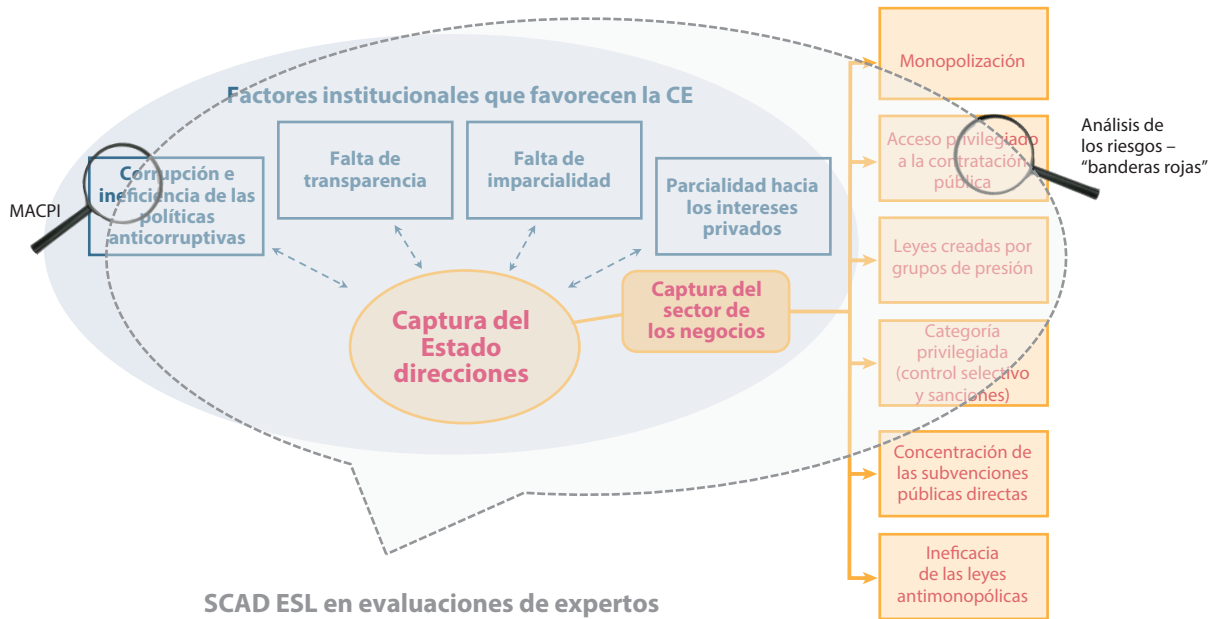 Factores institucionales que favorecen la CE
MACPI
Corrupción e
ineficiencia de las
políticas
anticorruptivas
Falta de
transparencia
Falta de
imparcialidad
Parcialidad hacia
los intereses
privados
Captura del
Estado
direcciones
Captura del
sector de
los negocios
Monopolización
Acceso privilegiado
a la contratación
pública
Análisis de
los riesgos –
“banderas rojas”
Leyes creadas por
grupos de presión
Categoría
privilegiada
(control selectivo
y sanciones)
Concentración de
las subvenciones
públicas directas
Ineficacia
de las leyes
antimonopólicas
SCAD ESL en evaluaciones de expertos